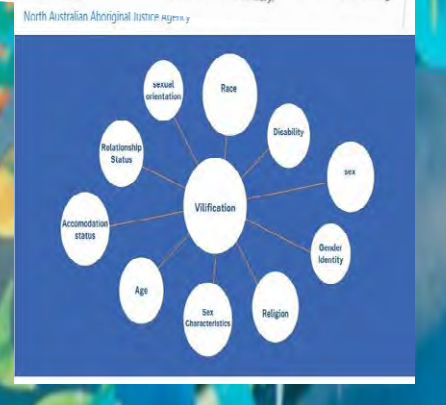 North Australian Aboriginal Justice Agency
sexual
orientation
Race
Disability
Relationship
Status
sex
Vilification
Accomodation
status
Gender
Identity
Age
Sex
Characteristics
Religion